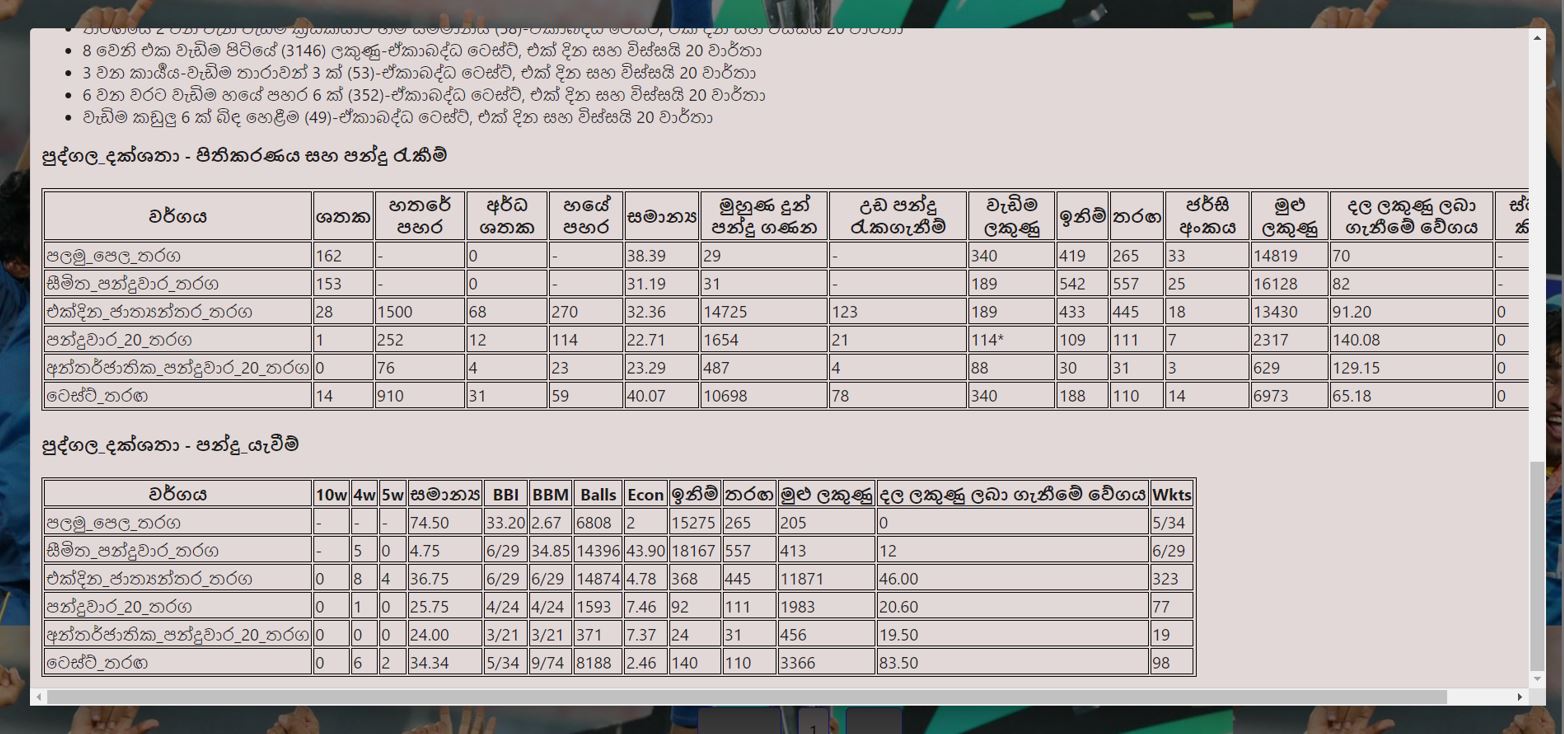 8 වෙනි එක වැඩිම පිටියේ (3146) ලකුණු-ඒකාබද්ධ ටෙස්ට්, එක් දින සහ විස්සයි 20 වාර්තා
3 වන කාර්‍ය‍ය-වැඩිම තාරාවන් 3 ක් (53)-ඒකාබද්ධ ටෙස්ට්, එක් දින සහ විස්සයි 20 වාර්තා
6 වන වරට වැඩිම හයේ පහර 6 ක් (352)-ඒකාබද්ධ ටෙස්ට්, එක් දින සහ විස්සයි 20 වාර්තා
වැඩිම කඩුලු 6 ක් බිඳ හෙළීම (49)-ඒකාබද්ධ ටෙස්ට්, එක් දින සහ විස්සයි 20 වාර්තා
පුද්ගල_දක්ශතා - පිතිකරණය සහ පන්දු රැකීම්
වර්ගය ශතක හතරේ පහර අර්ධ ශතක හයේ පහර සමාන්‍ය මුහුණ දුන් පන්දු ගණන උඩ පන්දු රැකගැනීම් වැඩිම ලකුණු ඉනිම් තරඟ ජර්සි අංකය මුළු ලකුණු දල ලකුණු ලබා ගැනීමේ වේගය
පලමු_පෙල_තරග 162 - 0 - 38.39 29 - 340 419 265 33 14819 70 -
සීමිත_පන්දුවාර_තරග 153 - 0 - 31.19 31 - 189 542 557 25 16128 82 -
එක්දින_ජාත්‍යන්තර_තරග 28 1500 68 270 32.36 14725 123 189 433 445 18 13430 91.20 0
පන්දුවාර_20_තරග 1 252 12 114 22.71 1654 21 114* 109 111 7 2317 140.08 0
අන්තර්ජාතික_පන්දුවාර_20_තරග 0 76 4 23 23.29 487 4 88 30 31 3 629 129.15 0
ටෙස්ට්_තරඟ 14 910 31 59 40.07 10698 78 340 188 110 14 6973 65.18 0
පුද්ගල_දක්ශතා - පන්දු_යැවීම්
වර්ගය 10w 4w 5w සමාන්‍ය BBI BBM Balls Econ ඉනිම් තරඟ මුළු ලකුණු දල ලකුණු ලබා ගැනීමේ වේගය Wkts
පලමු_පෙල_තරග - - - 74.50 33.20 2.67 6808 2 15275 265 205 0 5/34
සීමිත_පන්දුවාර_තරග - 5 0 4.75 6/29 34.85 14396 43.90 18167 557 413 12 6/29
එක්දින_ජාත්‍යන්තර_තරග 0 8 4 36.75 6/29 6/29 14874 4.78 368 445 11871 46.00 323
පන්දුවාර_20_තරග 0 1 0 25.75 4/24 4/24 1593 7.46 92 111 1983 20.60 77
අන්තර්ජාතික_පන්දුවාර_20_තරග 0 0 0 24.00 3/21 3/21 371 7.37 24 31 456 19.50 19
ටෙස්ට්_තරඟ 0 6 2 34.34 5/34 9/74 8188 2.46 140 110 3366 83.50 98
1